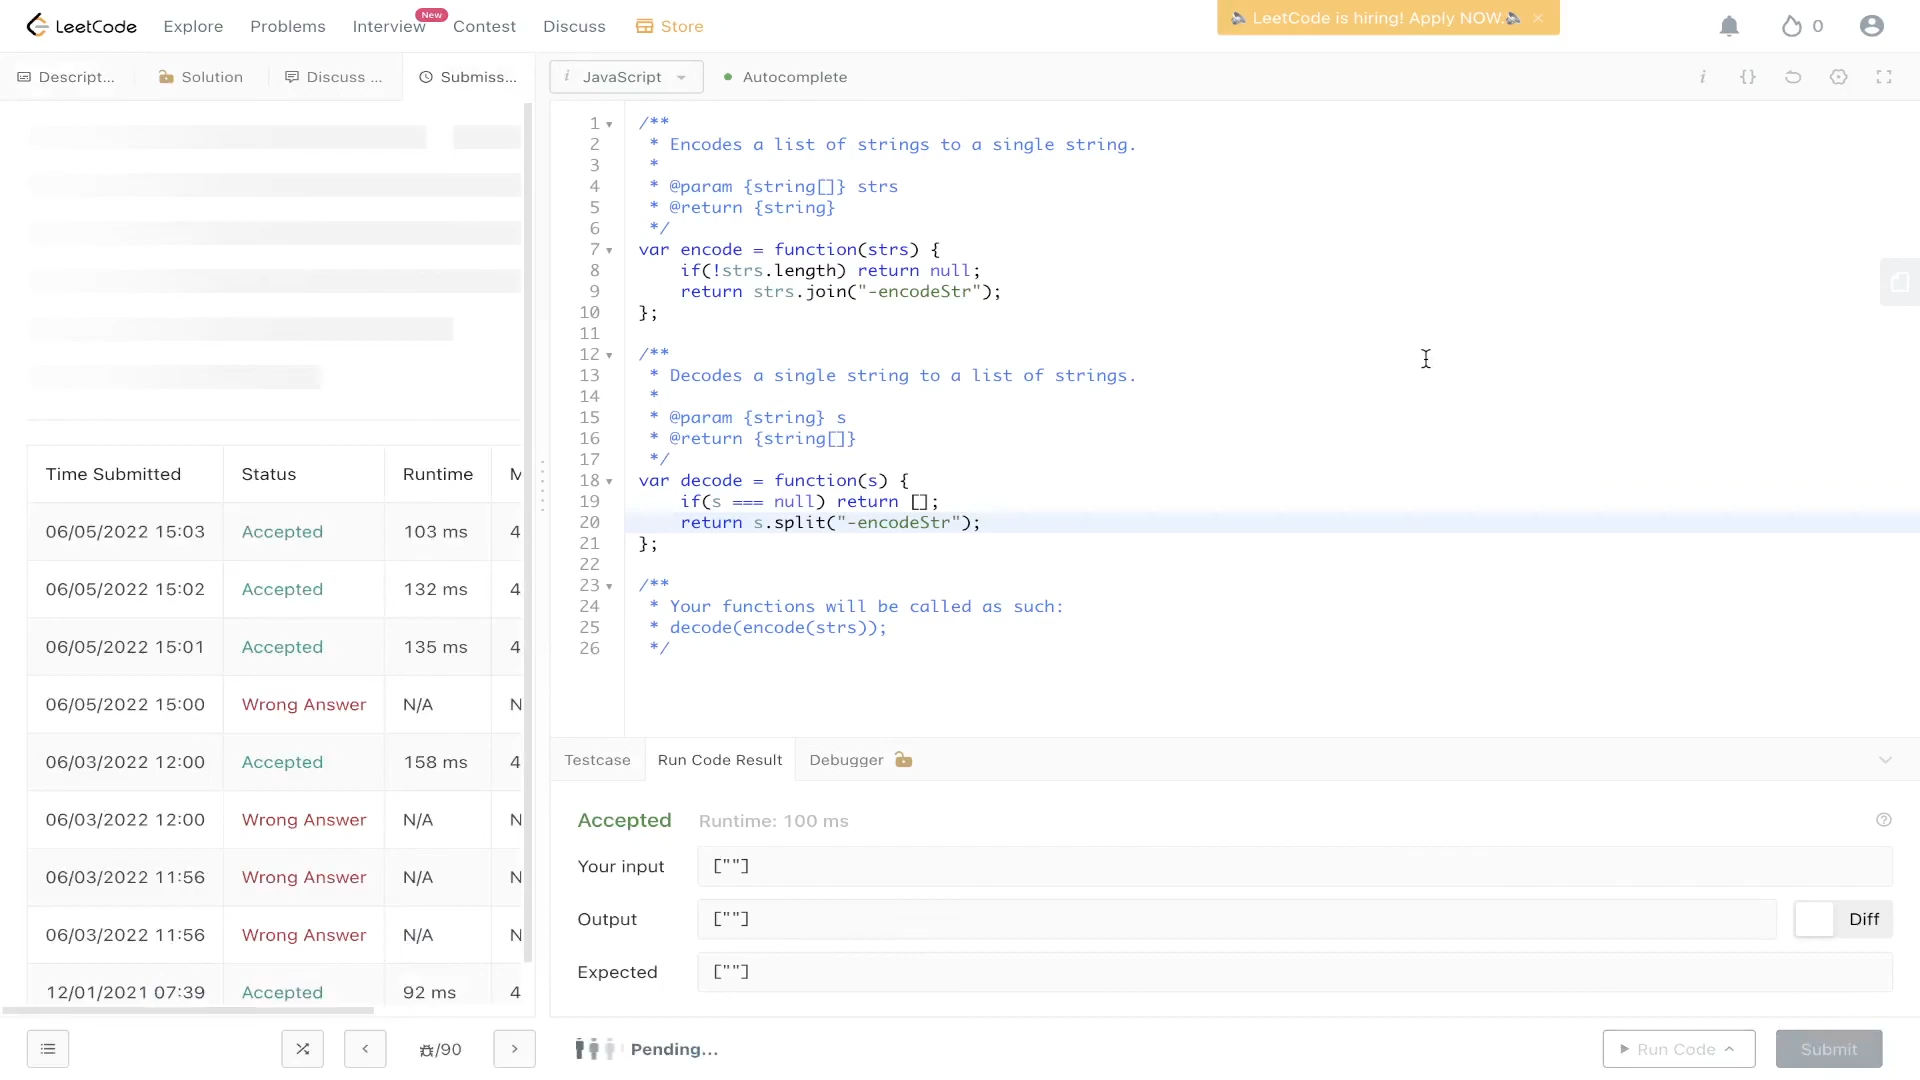 LeetCode Explore Problems Interview New Contest Discuss Store LeetCode is hiring! Apply NOW. × 0
Descript... Solution Discuss ... Submiss...
i JavaScript Autocomplete i {}
Time Submitted Status Runtime M
06/05/2022 15:03 Accepted 103 ms 4
06/05/2022 15:02 Accepted 132 ms 4
06/05/2022 15:01 Accepted 135 ms 4
06/05/2022 15:00 Wrong Answer N/A N
06/03/2022 12:00 Accepted 158 ms 4
06/03/2022 12:00 Wrong Answer N/A N
06/03/2022 11:56 Wrong Answer N/A N
06/03/2022 11:56 Wrong Answer N/A N
12/01/2021 07:39 Accepted 92 ms 4
/90
1 /**
2  * Encodes a list of strings to a single string.
3  *
4  * @param {string[]} strs
5  * @return {string}
6  */
7 var encode = function(strs) {
8     if(!strs.length) return null;
9     return strs.join("-encodeStr");
10 };
11
12 /**
13  * Decodes a single string to a list of strings.
14  *
15  * @param {string} s
16  * @return {string[]}
17  */
18 var decode = function(s) {
19     if(s === null) return [];
20     return s.split("-encodeStr");
21 };
22
23 /**
24  * Your functions will be called as such:
25  * decode(encode(strs));
26  */
Testcase Run Code Result Debugger
Accepted Runtime: 100 ms ?
Your input [""]
Output [""] Diff
Expected [""]
Pending... Run Code Submit